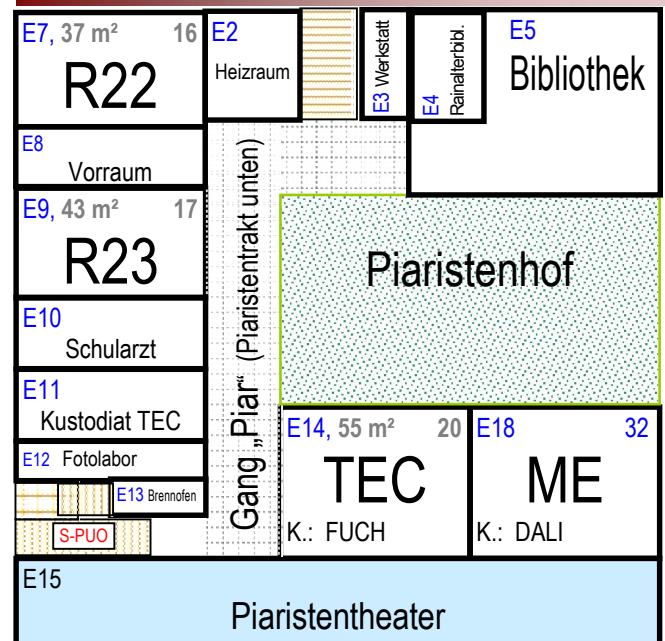 E7, 37 m² 16
R22
E2
Heizraum
E3 Werkstatt
E4 Rainalterbibl.
E5
Bibliothek
E8
Vorraum
E9, 43 m² 17
R23
Gang „Piar“ (Piaristentrakt unten)
Piaristenhof
E10
Schularzt
E11
Kustodiat TEC
E12 Fotolabor
E13 Brennofen
S-PUO
E14, 55 m² 20
TEC
K.: FUCH
E18 32
ME
K.: DALI
E15
Piaristentheater